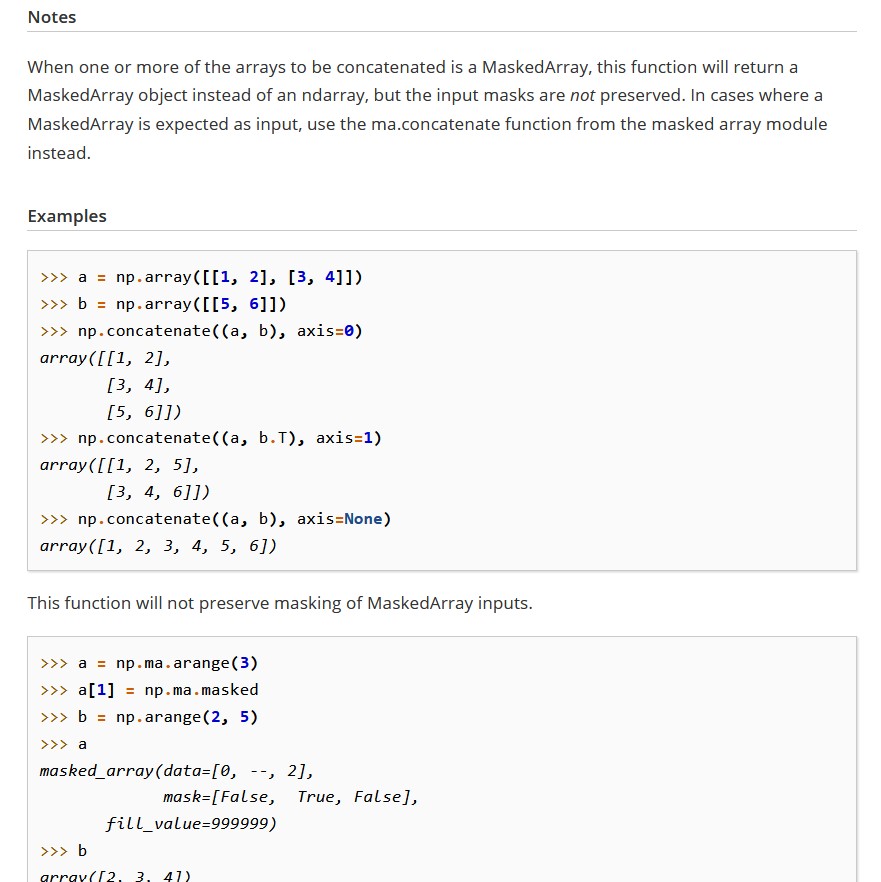 Notes
When one or more of the arrays to be concatenated is a MaskedArray, this function will return a
MaskedArray object instead of an ndarray, but the input masks are not preserved. In cases where a
MaskedArray is expected as input, use the ma.concatenate function from the masked array module
instead.
Examples
>>> a = np.array([[1, 2], [3, 4]])
>>> b = np.array([[5, 6]])
>>> np.concatenate((a, b), axis=0)
array([[1, 2],
       [3, 4],
       [5, 6]])
>>> np.concatenate((a, b.T), axis=1)
array([[1, 2, 5],
       [3, 4, 6]])
>>> np.concatenate((a, b), axis=None)
array([1, 2, 3, 4, 5, 6])
This function will not preserve masking of MaskedArray inputs.
>>> a = np.ma.arange(3)
>>> a[1] = np.ma.masked
>>> b = np.arange(2, 5)
>>> a
masked_array(data=[0, --, 2],
             mask=[False,  True, False],
       fill_value=999999)
>>> b
array([2, 3, 4])